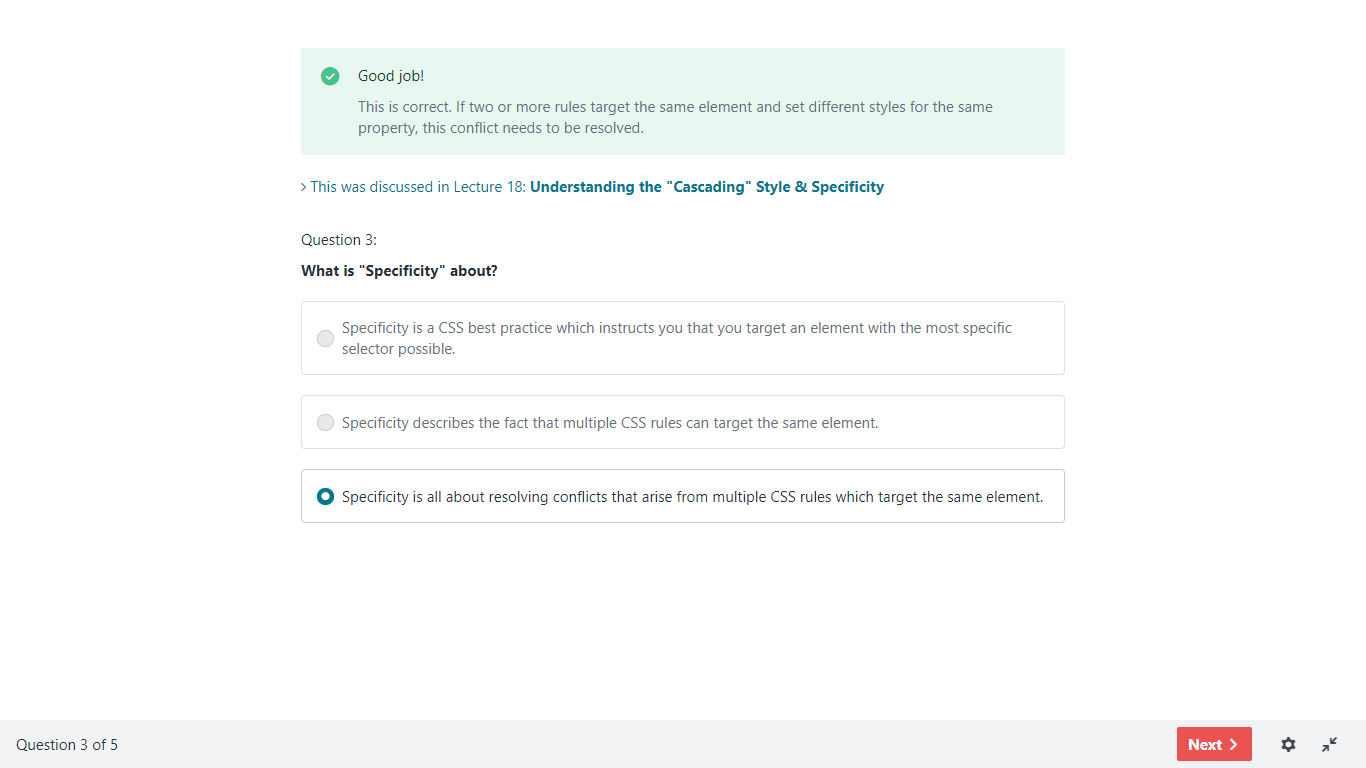 Good job!
This is correct. If two or more rules target the same element and set different styles for the same
property, this conflict needs to be resolved.
This was discussed in Lecture 18: Understanding the "Cascading" Style & Specificity
Question 3:
What is "Specificity" about?
Specificity is a CSS best practice which instructs you that you target an element with the most specific
selector possible.
Specificity describes the fact that multiple CSS rules can target the same element.
Specificity is all about resolving conflicts that arise from multiple CSS rules which target the same element.
Question 3 of 5
Next